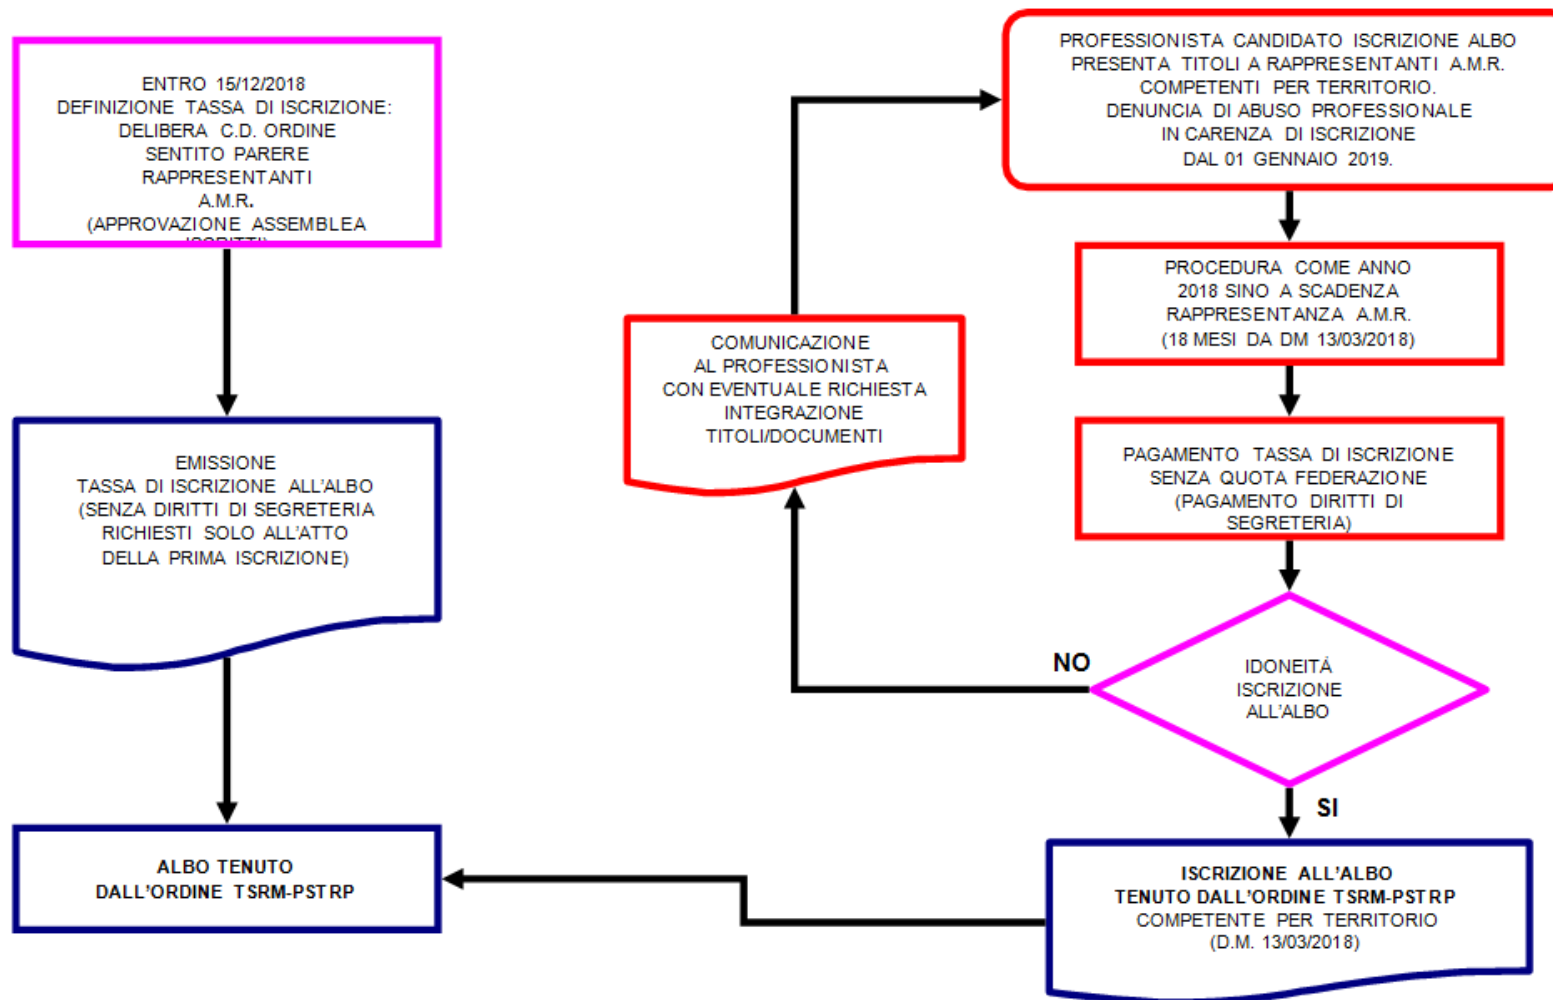 ENTRO 15/12/2018
DEFINIZIONE TASSA DI ISCRIZIONE:
DELIBERA C.D. ORDINE
SENTITO PARERE
RAPPRESENTANTI
A.M.R.
(APPROVAZIONE ASSEMBLEA
ISCRITTI)
EMISSIONE
TASSA DI ISCRIZIONE ALL'ALBO
(SENZA DIRITTI DI SEGRETERIA
RICHIESTI SOLO ALL'ATTO
DELLA PRIMA ISCRIZIONE)
ALBO TENUTO
DALL'ORDINE TSRM-PSTRP
COMUNICAZIONE
AL PROFESSIONISTA
CON EVENTUALE RICHIESTA
INTEGRAZIONE
TITOLI/DOCUMENTI
PROFESSIONISTA CANDIDATO ISCRIZIONE ALBO
PRESENTA TITOLI A RAPPRESENTANTI A.M.R.
COMPETENTI PER TERRITORIO.
DENUNCIA DI ABUSO PROFESSIONALE
IN CARENZA DI ISCRIZIONE
DAL 01 GENNAIO 2019.
PROCEDURA COME ANNO
2018 SINO A SCADENZA
RAPPRESENTANZA A.M.R.
(18 MESI DA DM 13/03/2018)
PAGAMENTO TASSA DI ISCRIZIONE
SENZA QUOTA FEDERAZIONE
(PAGAMENTO DIRITTI DI
SEGRETERIA)
NO
IDONEITÁ
ISCRIZIONE
ALL'ALBO
SI
ISCRIZIONE ALL'ALBO
TENUTO DALL'ORDINE TSRM-PSTRP
COMPETENTE PER TERRITORIO
(D.M. 13/03/2018)